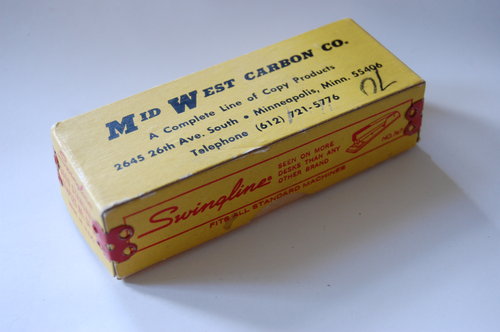 MID WEST CARBON CO.
A Complete Line of Copy Products
2645 26th Ave. South • Minneapolis, Minn. 55406
Telephone (612) 721-5776
Swingline®
SEEN ON MORE
DESKS THAN ANY
OTHER BRAND
FITS ALL STANDARD MACHINES